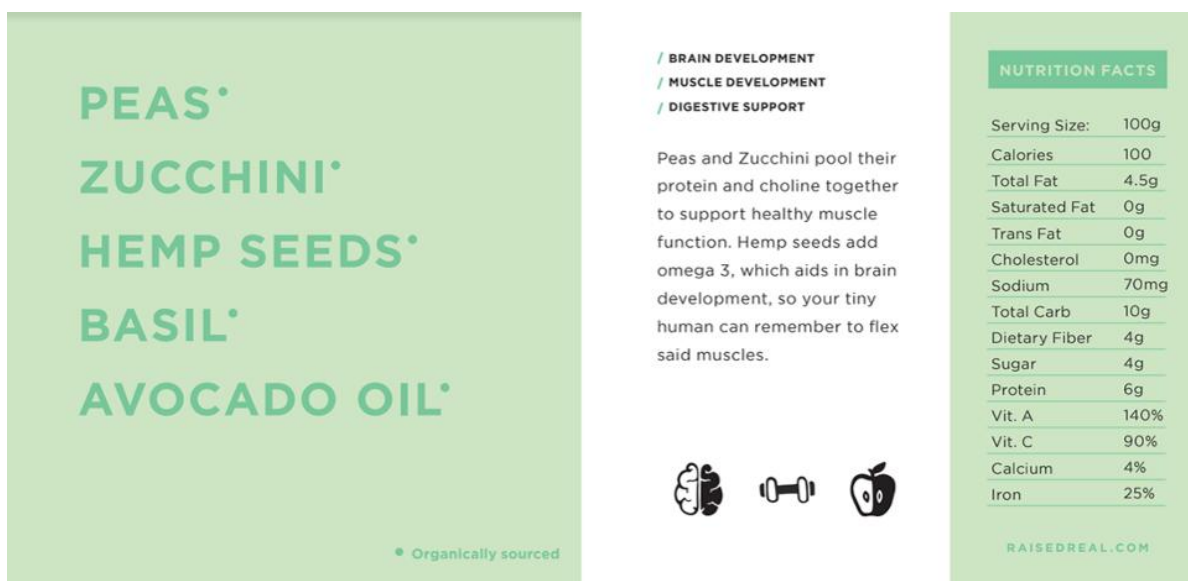 PEAS•
ZUCCHINI•
HEMP SEEDS•
BASIL•
AVOCADO OIL•
• Organically sourced
/ BRAIN DEVELOPMENT
/ MUSCLE DEVELOPMENT
/ DIGESTIVE SUPPORT
Peas and Zucchini pool their
protein and choline together
to support healthy muscle
function. Hemp seeds add
omega 3, which aids in brain
development, so your tiny
human can remember to flex
said muscles.
NUTRITION FACTS
Serving Size: 100g
Calories 100
Total Fat 4.5g
Saturated Fat 0g
Trans Fat 0g
Cholesterol 0mg
Sodium 70mg
Total Carb 10g
Dietary Fiber 4g
Sugar 4g
Protein 6g
Vit. A 140%
Vit. C 90%
Calcium 4%
Iron 25%
RAISEDREAL.COM